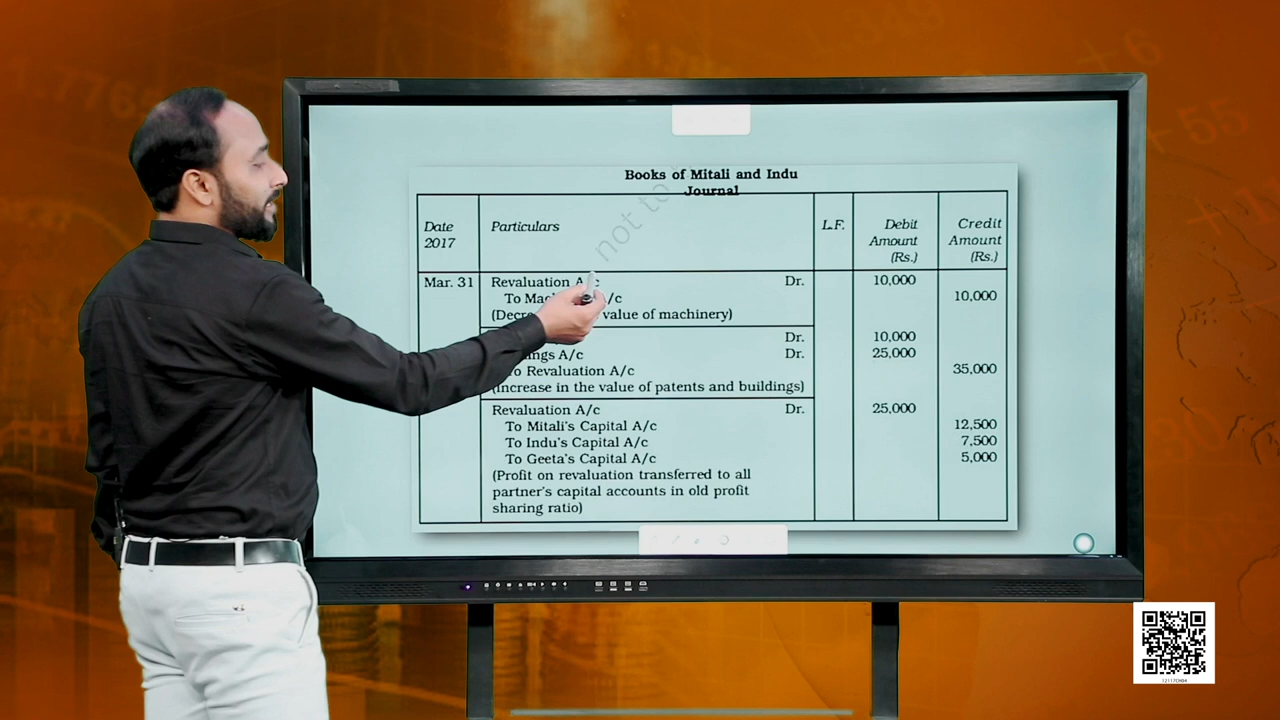 Books of Mitali and Indu
Journal
Date
2017
Particulars
L.F.
Debit
Amount
(Rs.)
Credit
Amount
(Rs.)
Mar. 31
Revaluation A/c Dr. 10,000
To A/c 10,000
value of machinery)
Dr. 10,000
A/c Dr. 25,000
Revaluation A/c 35,000
(Increase in the value of patents and buildings)
Revaluation A/c Dr. 25,000
To Mitali's Capital A/c 12,500
To Indu's Capital A/c 7,500
To Geeta's Capital A/c 5,000
(Profit on revaluation transferred to all
partner's capital accounts in old profit
sharing ratio)
not to
+6
+55
12117CH04